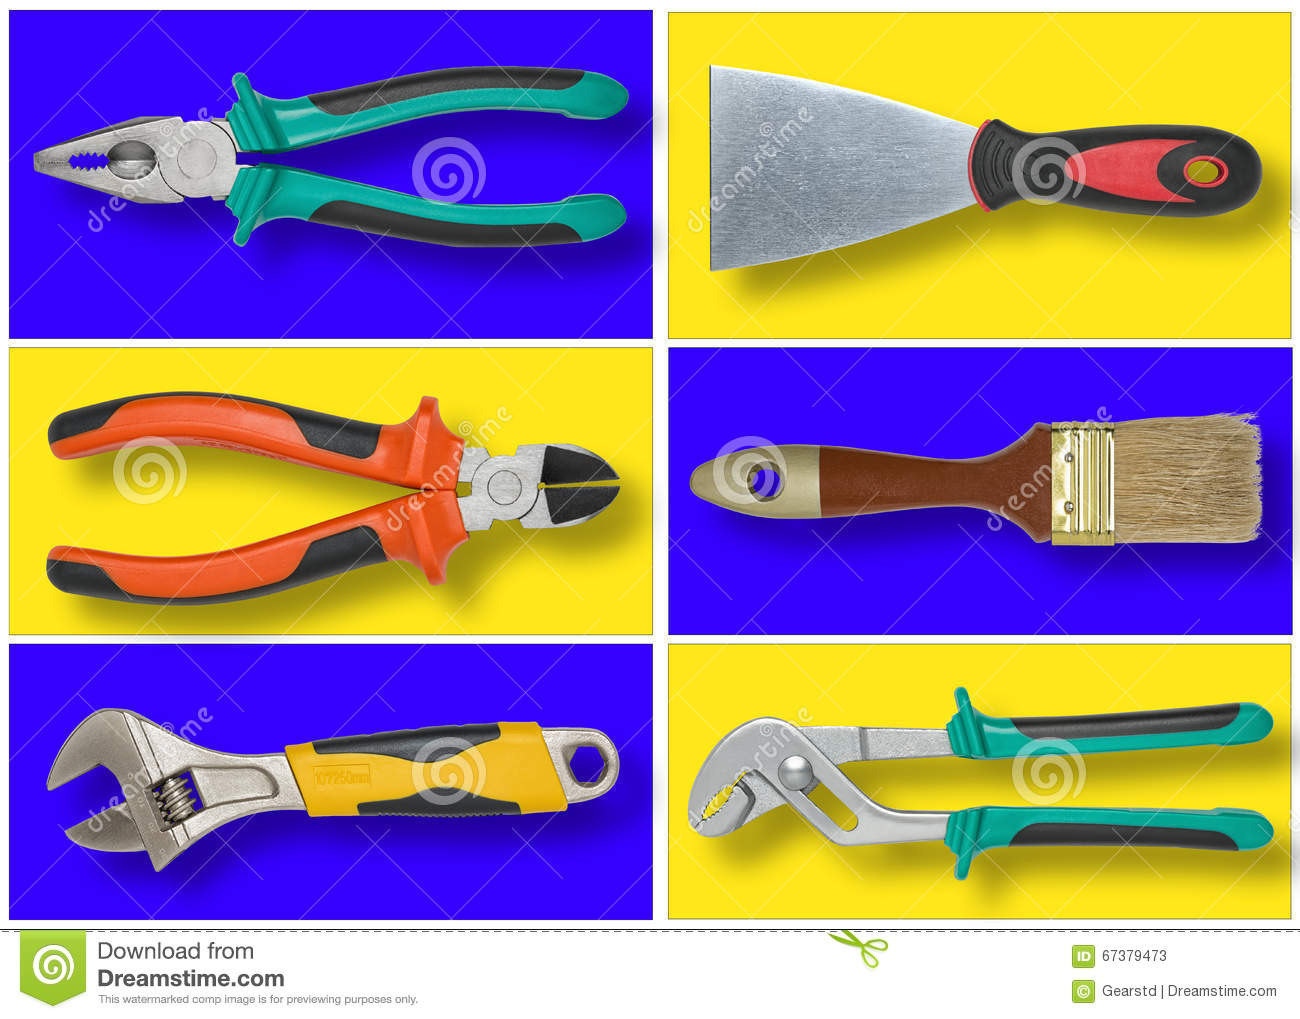 dreamstime
dreamstime
dreamstime
dreamstime
10"/250mm
dreamstime
dreamstime
Download from
Dreamstime.com
This watermarked comp image is for previewing purposes only.
ID 67379473
© Gearstd | Dreamstime.com